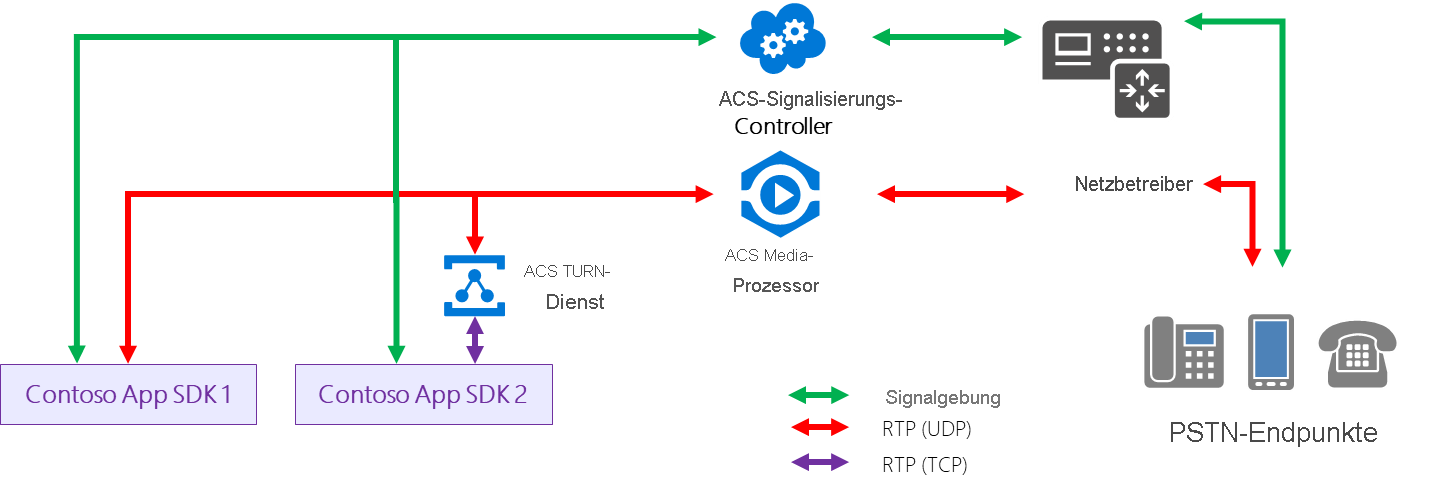 ACS-Signalisierungs-
Controller
Netzbetreiber
ACS Media-
Prozessor
ACS TURN-
Dienst
Contoso App SDK 1
Contoso App SDK 2
Signalgebung
RTP (UDP)
RTP (TCP)
PSTN-Endpunkte